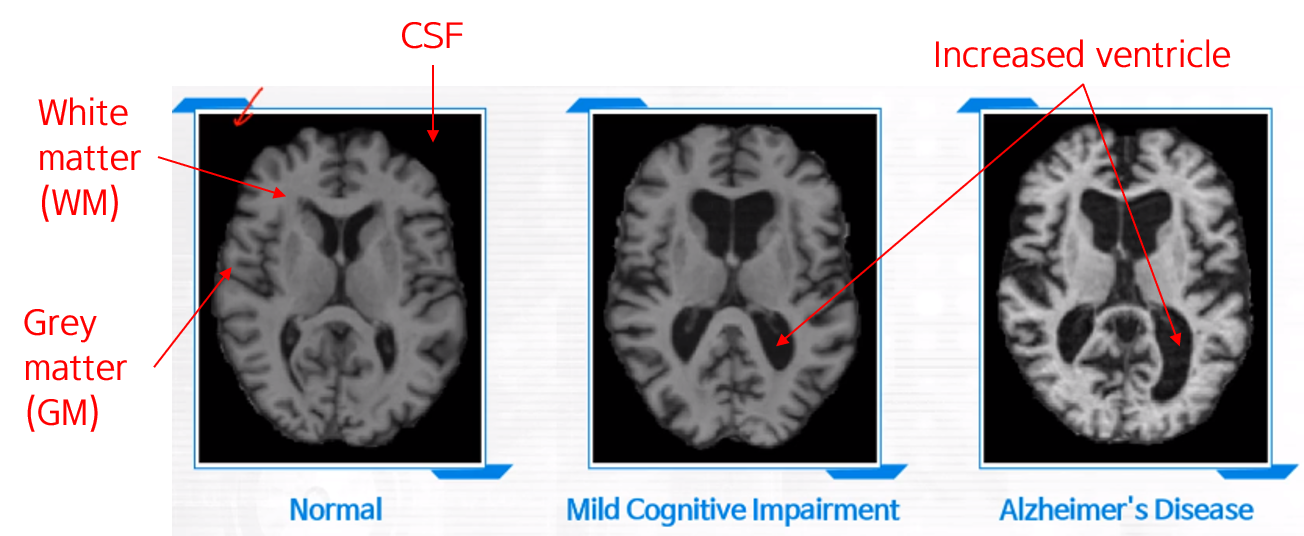 CSF
Increased ventricle
White
matter
(WM)
Grey
matter
(GM)
Normal
Mild Cognitive Impairment
Alzheimer's Disease